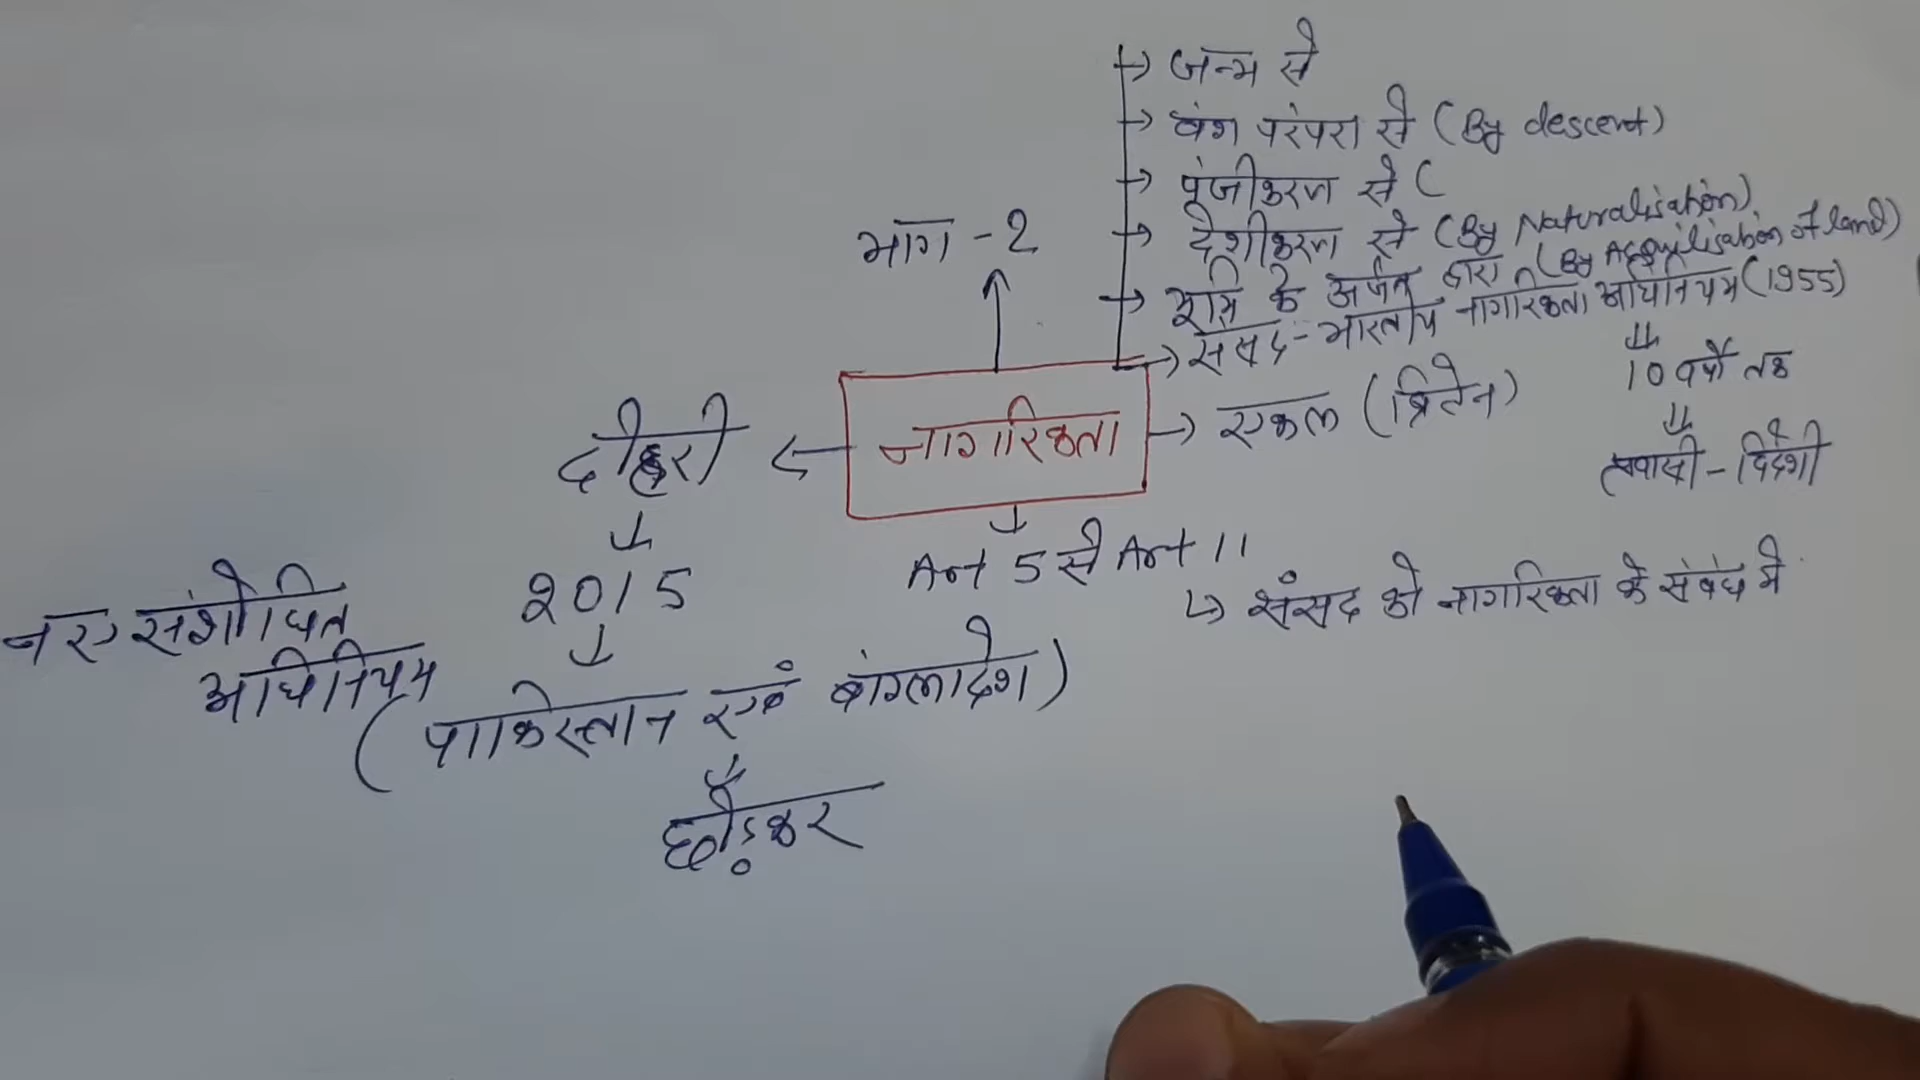 जन्म से
वंश परंपरा से (By descent)
पंजीकरण से (
देशीकरण से (By Naturalisation)
भूमि के अर्जन द्वारा (By Acquilisation of land)
संसद - भारतीय नागरिकता अधिनियम (1955)
10 वर्षो तक
विदेशी
एकल (ब्रिटेन)
भाग - 2
नागरिकता
दोहरी
2015
नए संशोधित
अधिनियम
(पाकिस्तान एवं बांग्लादेश)
छोड़कर
Art 5 से Art 11
संसद को नागरिकता के संबंध मे